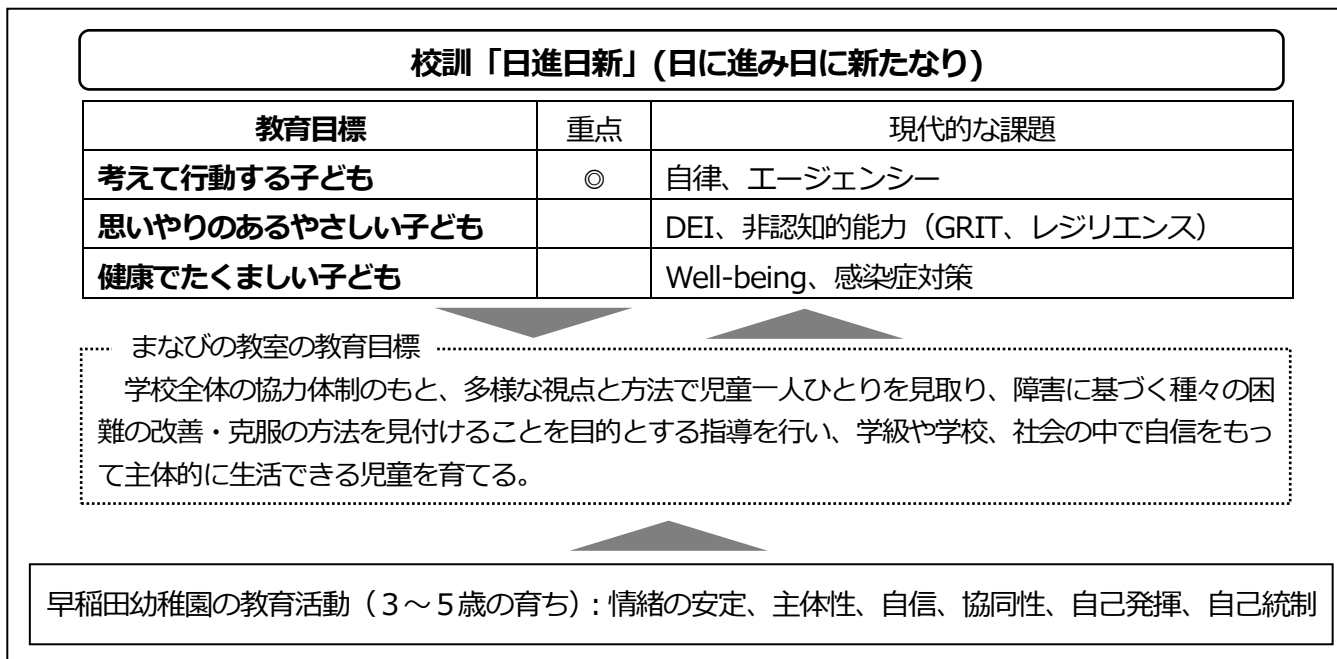 校訓「日進日新」(日に進み日に新たなり)
教育目標 重点 現代的な課題
考えて行動する子ども ◎ 自律、エージェンシー
思いやりのあるやさしい子ども DEI、非認知的能力（GRIT、レジリエンス）
健康でたくましい子ども Well-being、感染症対策
まなびの教室の教育目標
学校全体の協力体制のもと、多様な視点と方法で児童一人ひとりを見取り、障害に基づく種々の困
難の改善・克服の方法を見付けることを目的とする指導を行い、学級や学校、社会の中で自信をもっ
て主体的に生活できる児童を育てる。
早稲田幼稚園の教育活動（３～５歳の育ち）：情緒の安定、主体性、自信、協同性、自己発揮、自己統制